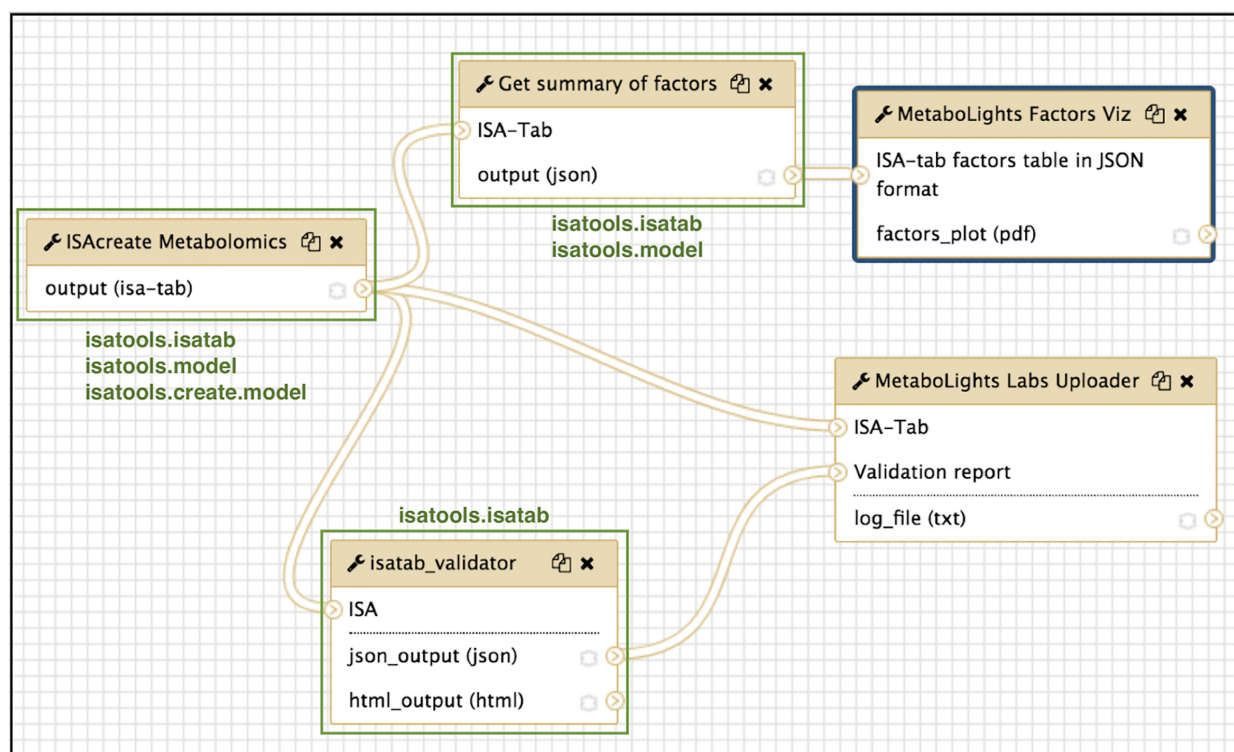 Get summary of factors
ISA-Tab
output (json)
isatools.isatab
isatools.model
MetaboLights Factors Viz
ISA-tab factors table in JSON
format
factors_plot (pdf)
ISAcreate Metabolomics
output (isa-tab)
isatools.isatab
isatools.model
isatools.create.model
MetaboLights Labs Uploader
ISA-Tab
Validation report
log_file (txt)
isatools.isatab
isatab_validator
ISA
json_output (json)
html_output (html)